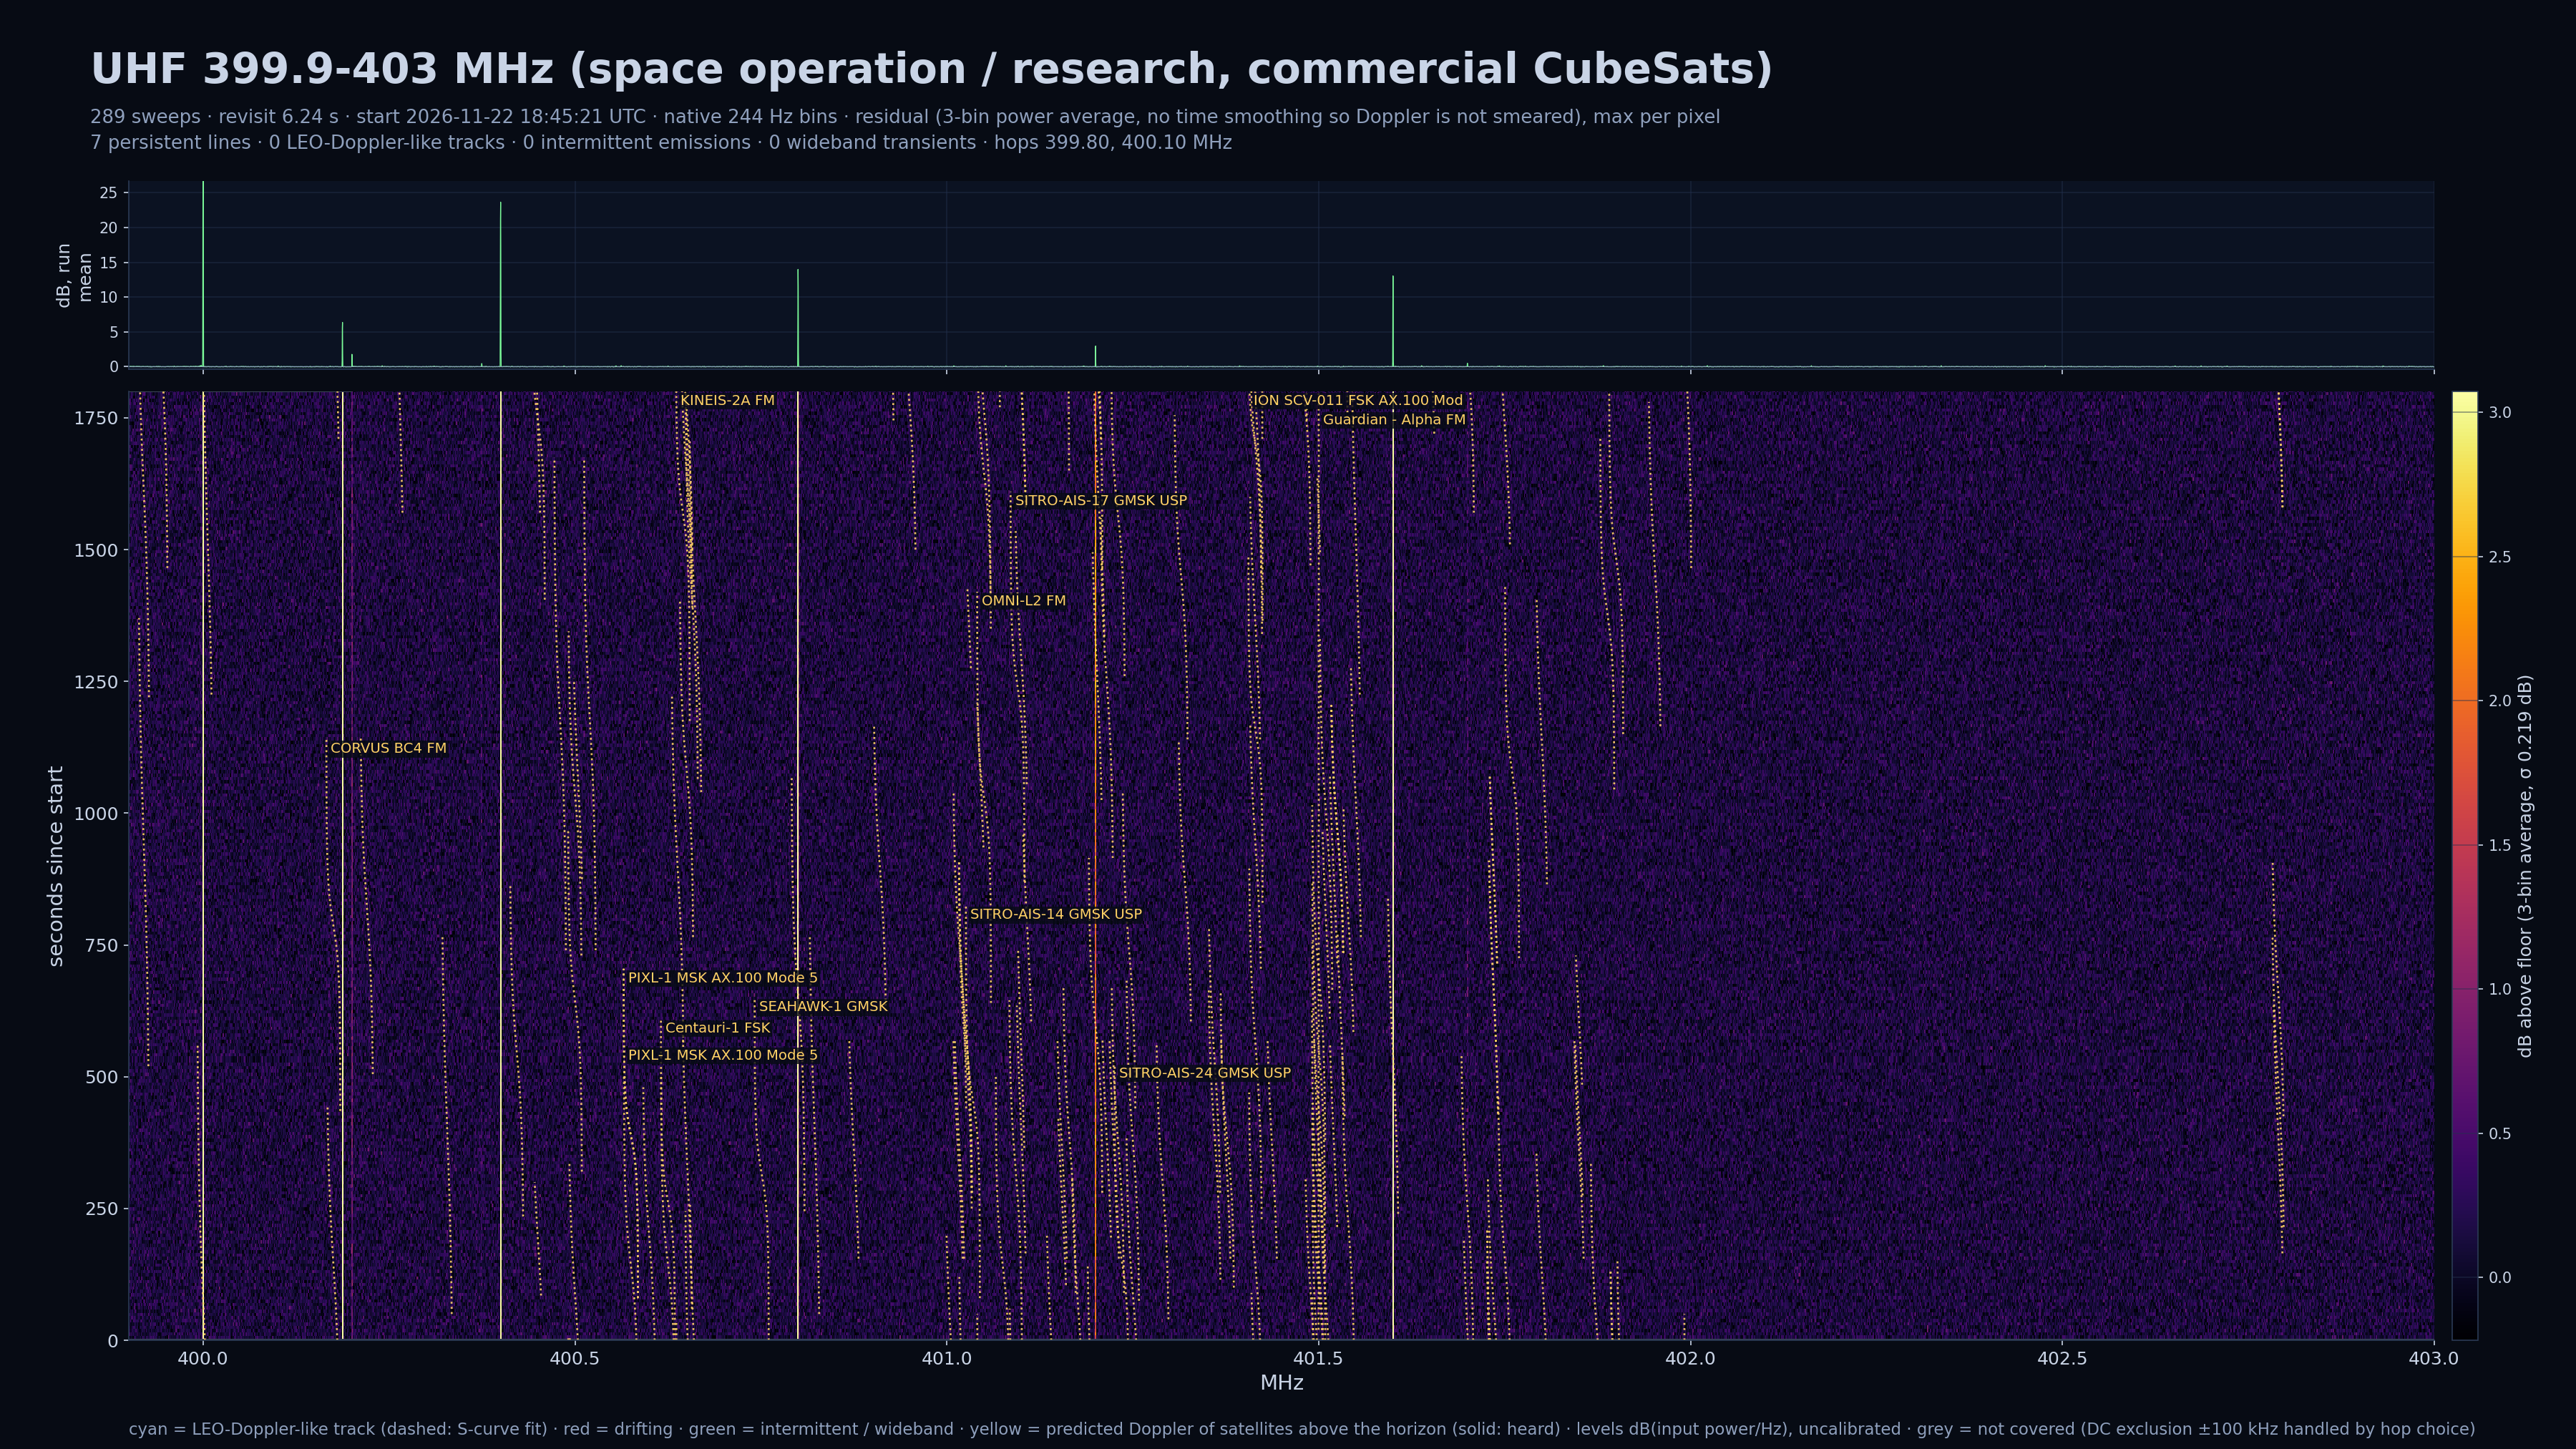 UHF 399.9-403 MHz (space operation / research, commercial CubeSats)
289 sweeps · revisit 6.24 s · start 2026-11-22 18:45:21 UTC · native 244 Hz bins · residual (3-bin power average, no time smoothing so Doppler is not smeared), max per pixel
7 persistent lines · 0 LEO-Doppler-like tracks · 0 intermittent emissions · 0 wideband transients · hops 399.80, 400.10 MHz
dB, run
mean
25
20
15
10
5
0
KINEIS-2A FM
ION SCV-011 FSK AX.100 Mod
Guardian - Alpha FM
SITRO-AIS-17 GMSK USP
OMNI-L2 FM
CORVUS BC4 FM
SITRO-AIS-14 GMSK USP
PIXL-1 MSK AX.100 Mode 5
SEAHAWK-1 GMSK
Centauri-1 FSK
PIXL-1 MSK AX.100 Mode 5
SITRO-AIS-24 GMSK USP
seconds since start
1750
1500
1250
1000
750
500
250
0
400.0
400.5
401.0
401.5
402.0
402.5
403.0
MHz
3.0
2.5
2.0
1.5
1.0
0.5
0.0
dB above floor (3-bin average, σ 0.219 dB)
cyan = LEO-Doppler-like track (dashed: S-curve fit) · red = drifting · green = intermittent / wideband · yellow = predicted Doppler of satellites above the horizon (solid: heard) · levels dB(input power/Hz), uncalibrated · grey = not covered (DC exclusion ±100 kHz handled by hop choice)